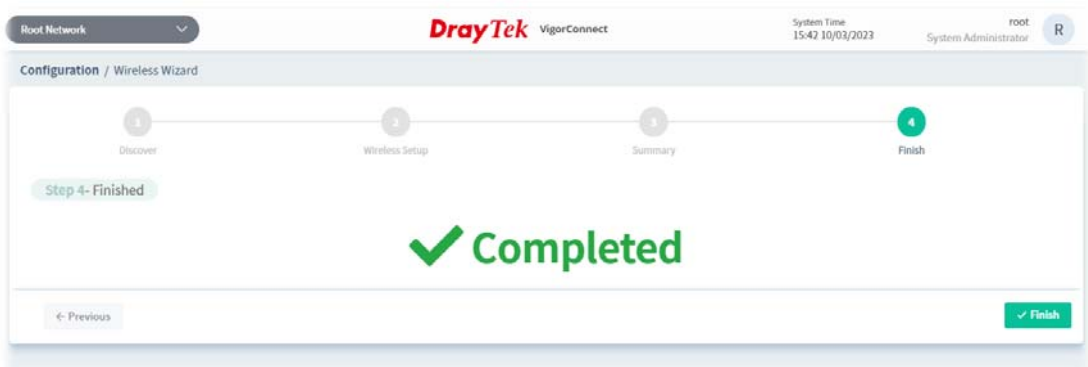 Root Network
DrayTek VigorConnect
System Time
15:42 10/03/2023
root
System Administrator
R
Configuration / Wireless Wizard
1
2
3
4
Discover
Wireless Setup
Summary
Finish
Step 4- Finished
Completed
← Previous
✓ Finish